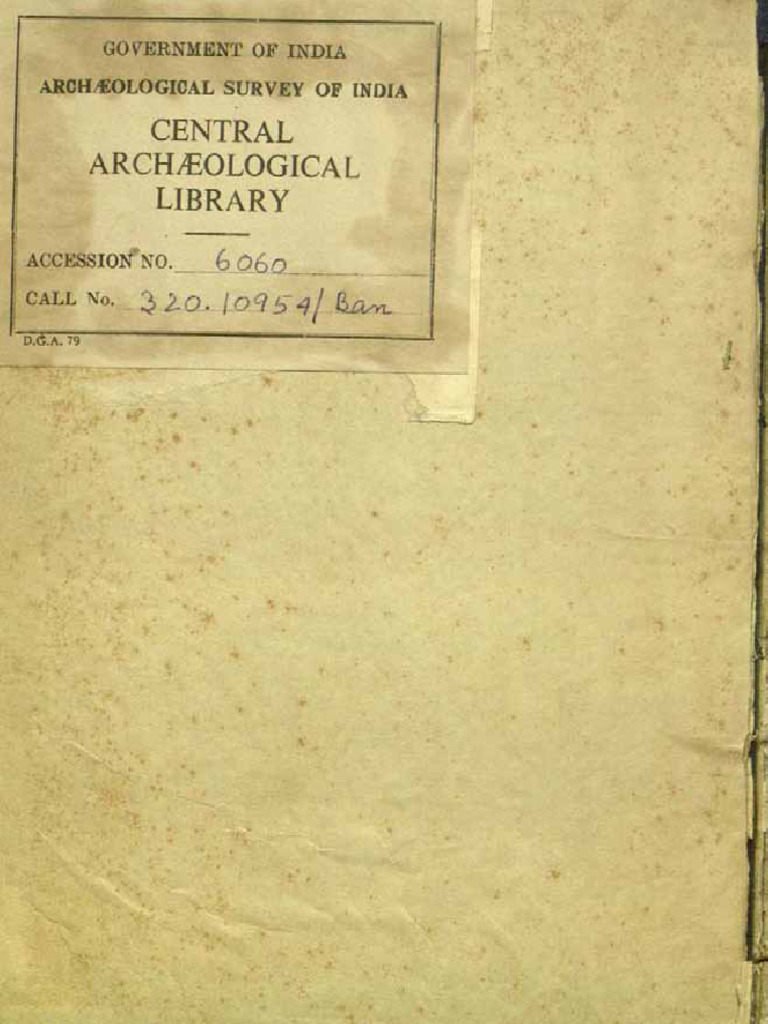 GOVERNMENT OF INDIA
ARCHÆOLOGICAL SURVEY OF INDIA
CENTRAL
ARCHÆOLOGICAL
LIBRARY
ACCESSION NO. 6060
CALL No. 320.10954/Ban
D.G.A. 79